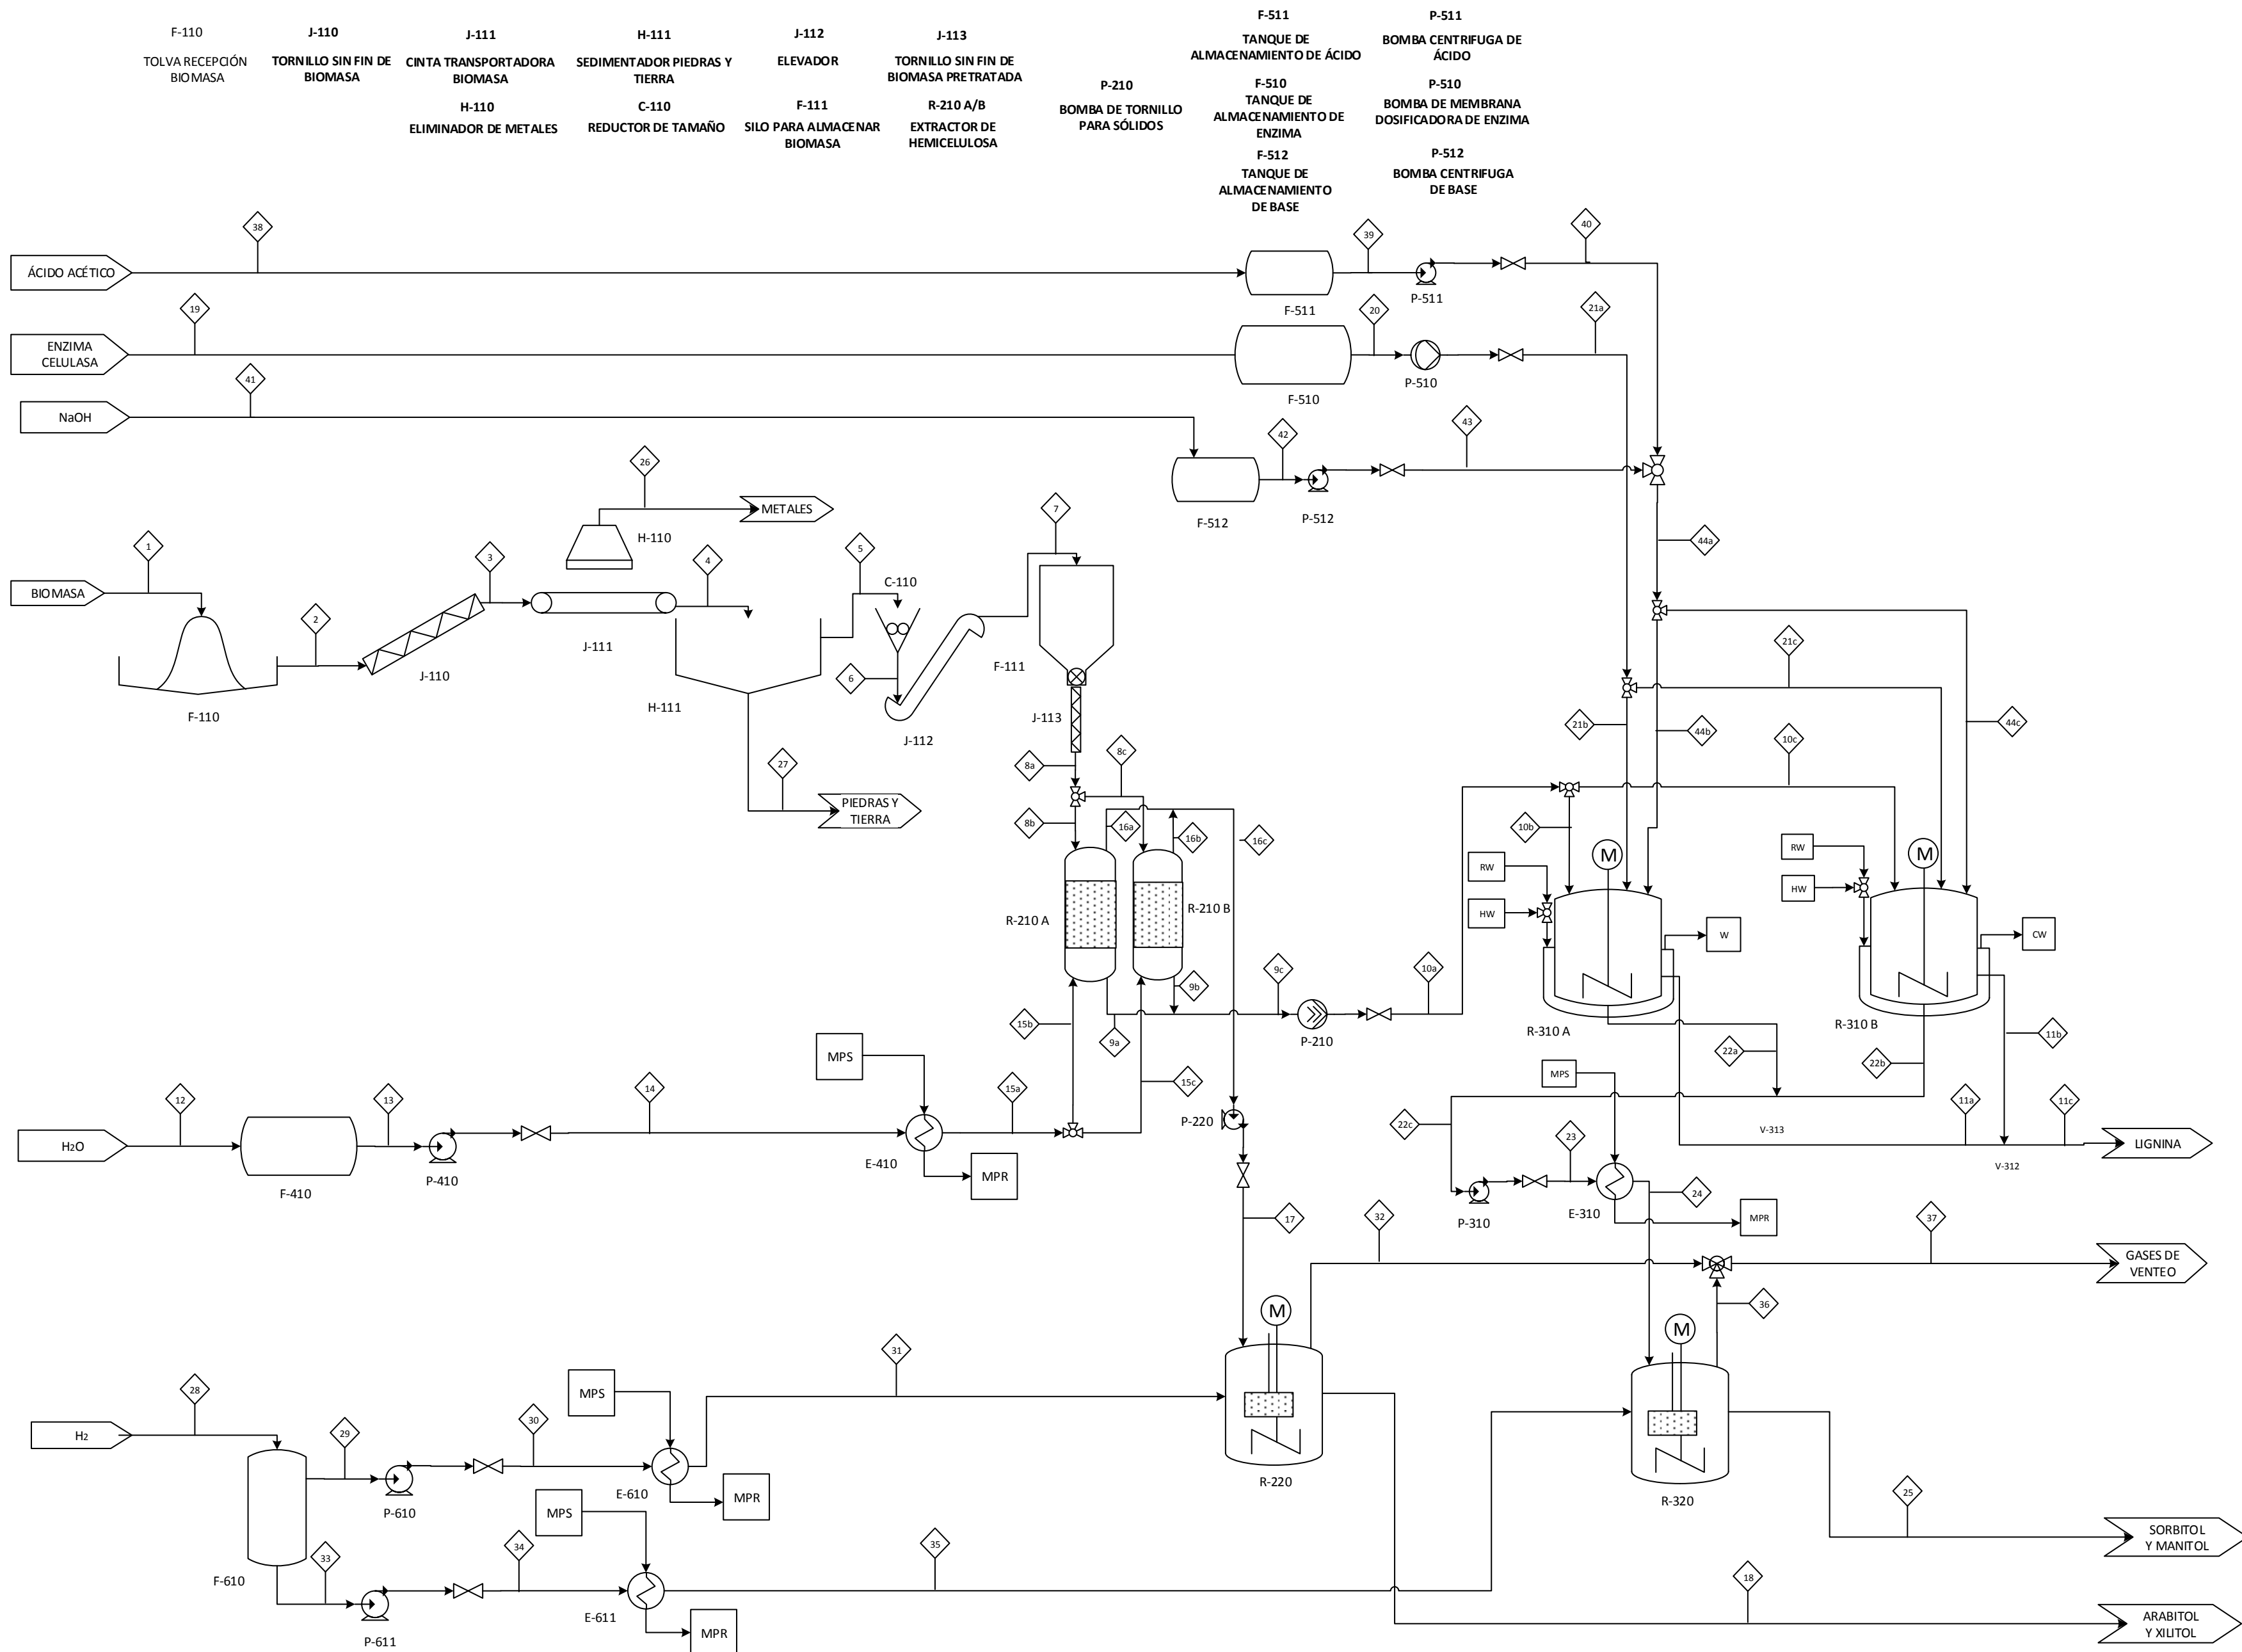 F-110
TOLVA RECEPCIÓN
BIOMASA
J-110
TORNILLO SIN FIN DE
BIOMASA
J-111
CINTA TRANSPORTADORA
BIOMASA
H-110
ELIMINADOR DE METALES
H-111
SEDIMENTADOR PIEDRAS Y
TIERRA
C-110
REDUCTOR DE TAMAÑO
J-112
ELEVADOR
F-111
SILO PARA ALMACENAR
BIOMASA
J-113
TORNILLO SIN FIN DE
BIOMASA PRETRATADA
R-210 A/B
EXTRACTOR DE
HEMICELULOSA
P-210
BOMBA DE TORNILLO
PARA SÓLIDOS
F-511
TANQUE DE
ALMACENAMIENTO DE ÁCIDO
F-510
TANQUE DE
ALMACENAMIENTO DE
ENZIMA
F-512
TANQUE DE
ALMACENAMIENTO
DE BASE
P-511
BOMBA CENTRIFUGA DE
ÁCIDO
P-510
BOMBA DE MEMBRANA
DOSIFICADORA DE ENZIMA
P-512
BOMBA CENTRIFUGA
DE BASE
38
39
40
ÁCIDO ACÉTICO
F-511
P-511
19
20
21a
ENZIMA
CELULASA
F-510
P-510
41
NaOH
42
43
F-512
P-512
44a
26
METALES
H-110
1
BIOMASA
F-110
2
J-110
3
J-111
4
H-111
5
C-110
6
J-112
7
F-111
J-113
27
PIEDRAS Y
TIERRA
8a
8c
8b
16a
16b
16c
R-210 A
R-210 B
21c
21b
44b
44c
10c
10b
RW
HW
M
W
R-310 A
RW
HW
M
CW
R-310 B
9c
9b
9a
10a
P-210
15b
15c
15a
MPS
E-410
MPR
12
H2O
F-410
13
P-410
14
P-220
17
22a
22b
22c
11b
11a
11c
V-313
V-312
LIGNINA
MPS
23
P-310
E-310
24
MPR
32
37
36
GASES DE
VENTEO
M
R-220
M
R-320
28
H2
29
P-610
30
MPS
E-610
MPR
31
F-610
33
P-611
34
MPS
E-611
MPR
35
25
SORBITOL
Y MANITOL
18
ARABITOL
Y XILITOL